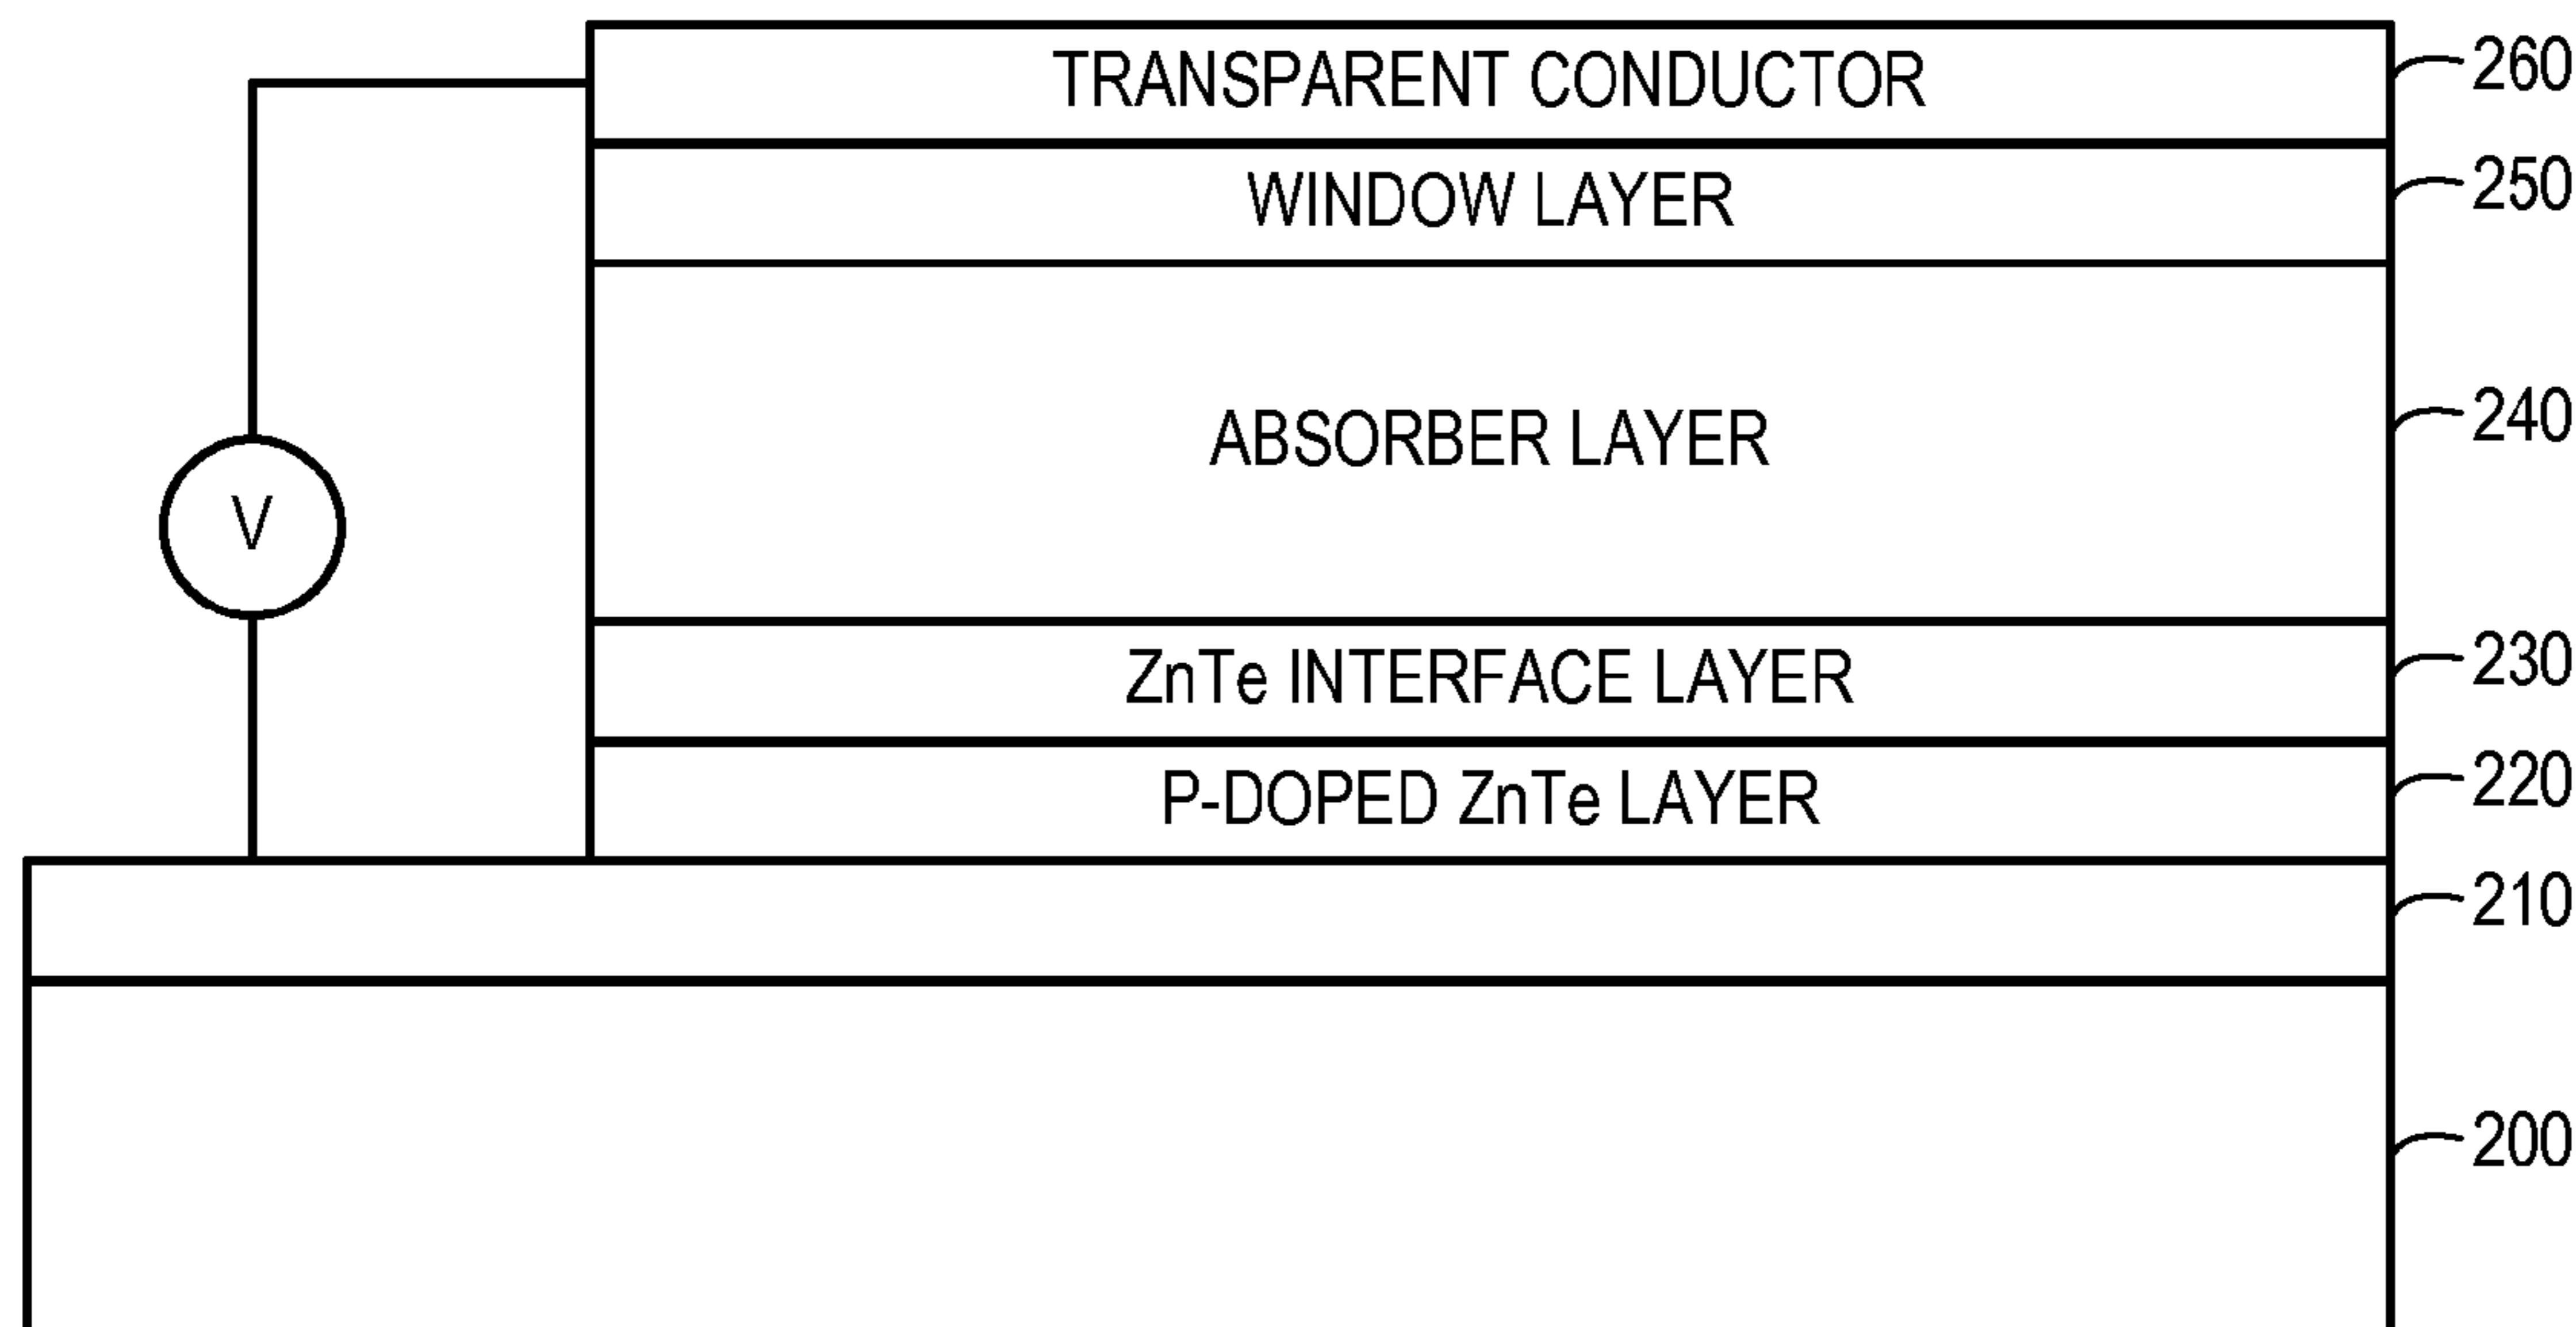 TRANSPARENT CONDUCTOR
260
WINDOW LAYER
250
ABSORBER LAYER
240
V
ZnTe INTERFACE LAYER
230
P-DOPED ZnTe LAYER
220
210
200